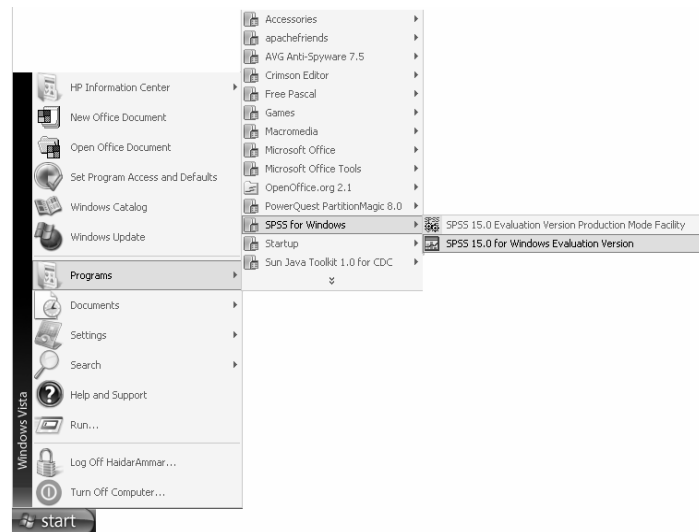 Accessories
apachefriends
AVG Anti-Spyware 7.5
Crimson Editor
Free Pascal
Games
Macromedia
Microsoft Office
Microsoft Office Tools
OpenOffice.org 2.1
PowerQuest PartitionMagic 8.0
SPSS for Windows
Startup
Sun Java Toolkit 1.0 for CDC
SPSS 15.0 Evaluation Version Production Mode Facility
SPSS 15.0 for Windows Evaluation Version
HP Information Center
New Office Document
Open Office Document
Set Program Access and Defaults
Windows Catalog
Windows Update
Programs
Documents
Settings
Search
Help and Support
Run...
Log Off HaidarAmmar...
Turn Off Computer...
Windows Vista
start